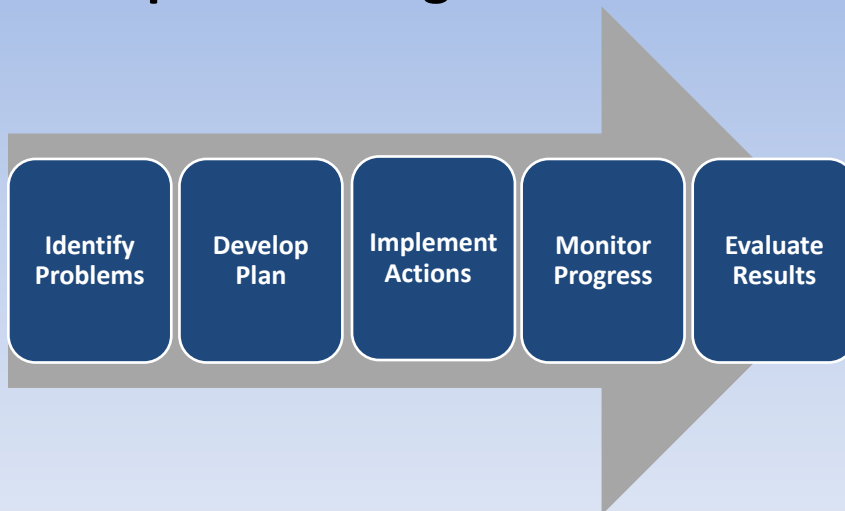 Identify
Problems
Develop
Plan
Implement
Actions
Monitor
Progress
Evaluate
Results